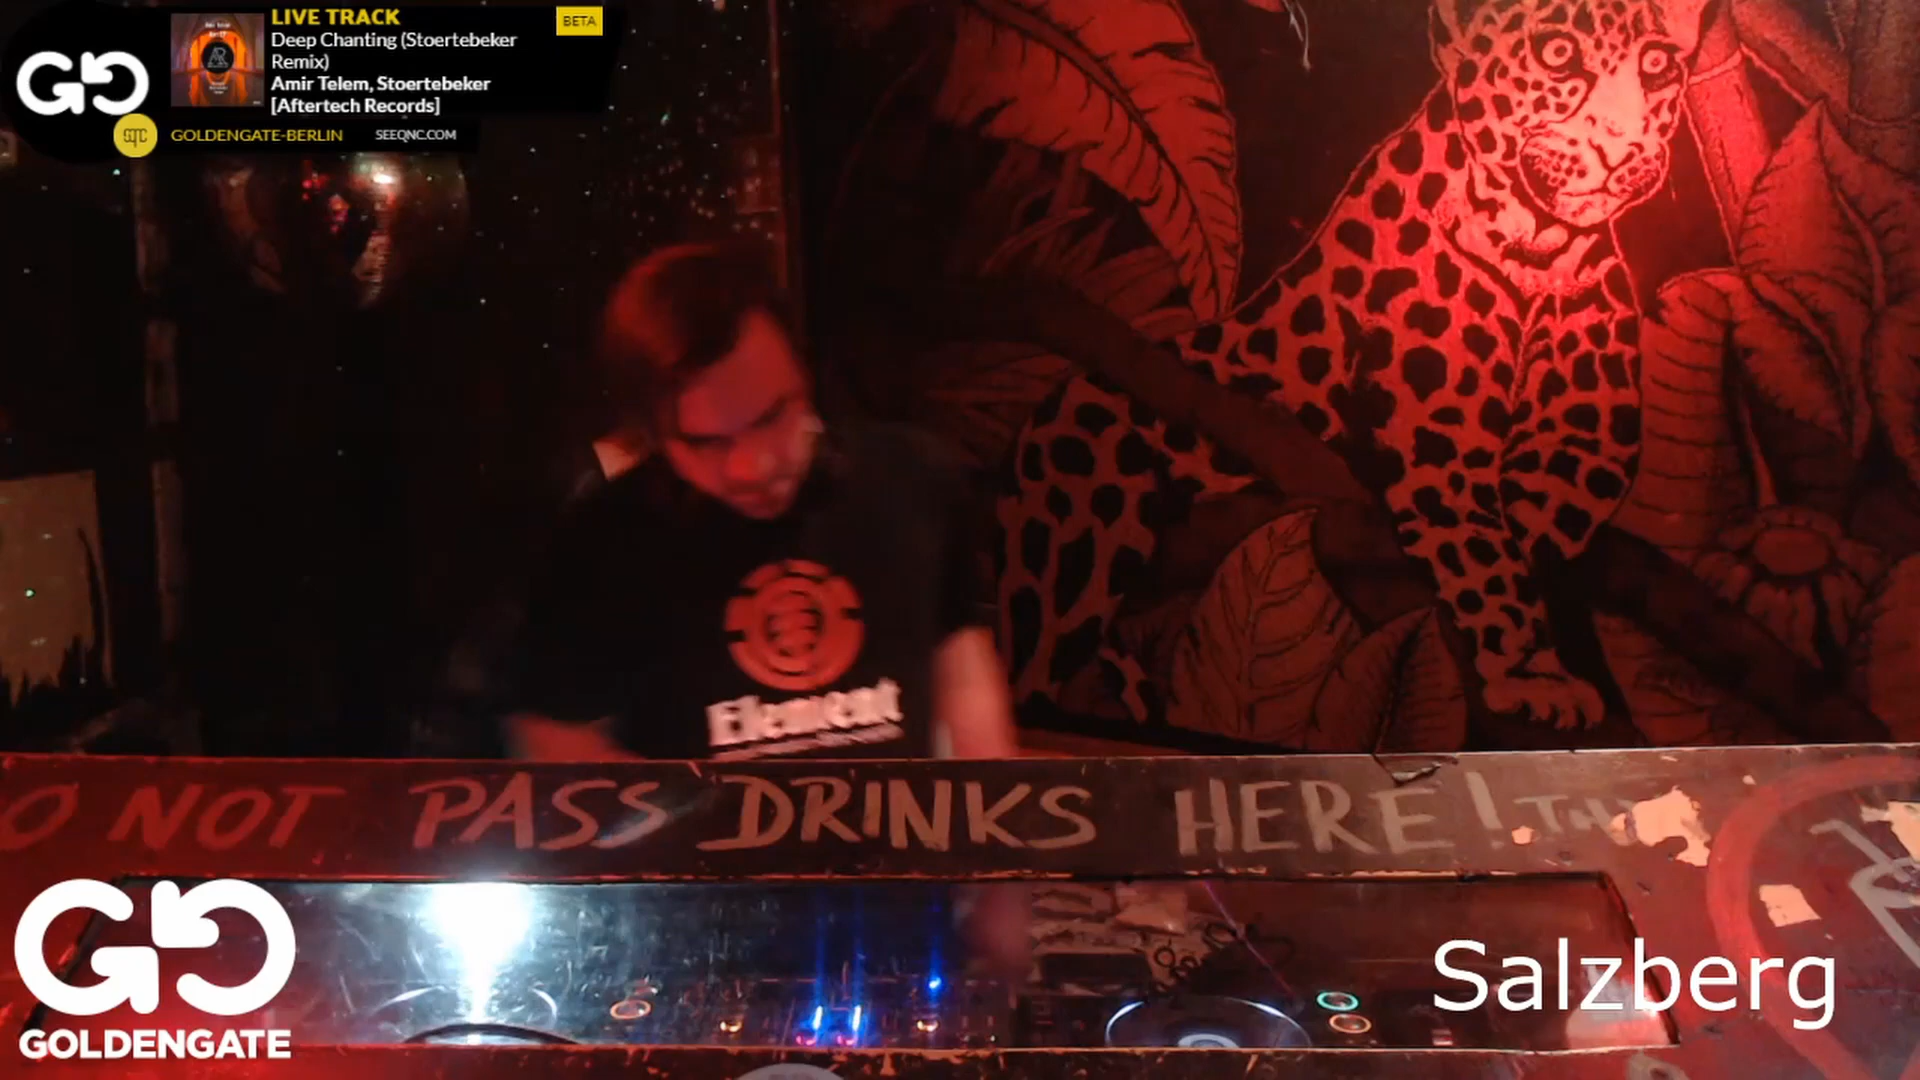 LIVE TRACK
BETA
Deep Chanting (Stoertebeker
Remix)
Amir Telem, Stoertebeker
[Aftertech Records]
GOLDENGATE-BERLIN SEEQNC.COM
Element
O NOT PASS DRINKS HERE!
GOLDENGATE
Salzberg